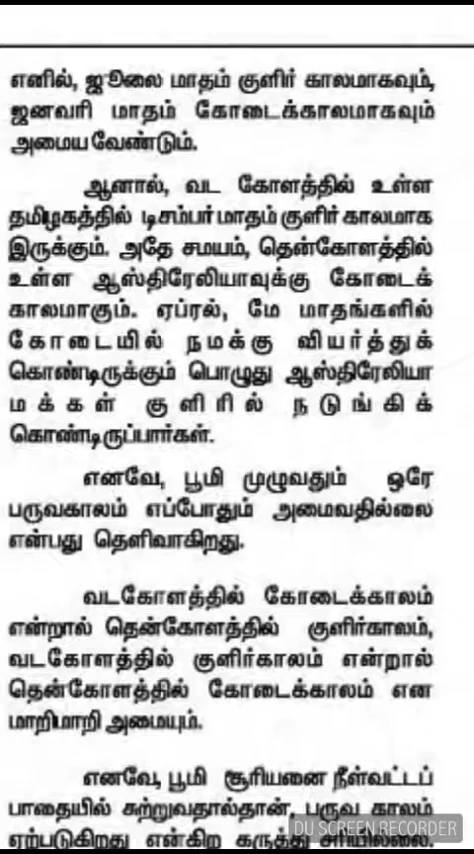 எனில், ஜூலை மாதம் குளிர் காலமாகவும்,
ஜனவரி மாதம் கோடைக்காலமாகவும்
அமைய வேண்டும்.
ஆனால், வட கோளத்தில் உள்ள
தமிழகத்தில் டிசம்பர் மாதம் குளிர் காலமாக
இருக்கும். அதே சமயம், தென்கோளத்தில்
உள்ள ஆஸ்திரேலியாவுக்கு கோடைக்
காலமாகும். ஏப்ரல், மே மாதங்களில்
கோடையில் நமக்கு வியர்த்துக்
கொண்டிருக்கும் பொழுது ஆஸ்திரேலியா
மக்கள் குளிரில் நடுங்கிக்
கொண்டிருப்பார்கள்.
எனவே, பூமி முழுவதும் ஒரே
பருவகாலம் எப்போதும் அமைவதில்லை
என்பது தெளிவாகிறது.
வடகோளத்தில் கோடைக்காலம்
என்றால் தென்கோளத்தில் குளிர்காலம்,
வடகோளத்தில் குளிர்காலம் என்றால்
தென்கோளத்தில் கோடைக்காலம் என
மாறிமாறி அமையும்.
எனவே, பூமி சூரியனை நீள்வட்டப்
பாதையில் சுற்றுவதால்தான், பருவ காலம்
ஏற்படுகிறது என்கிற கருத்து சரியில்லை.
DU SCREEN RECORDER